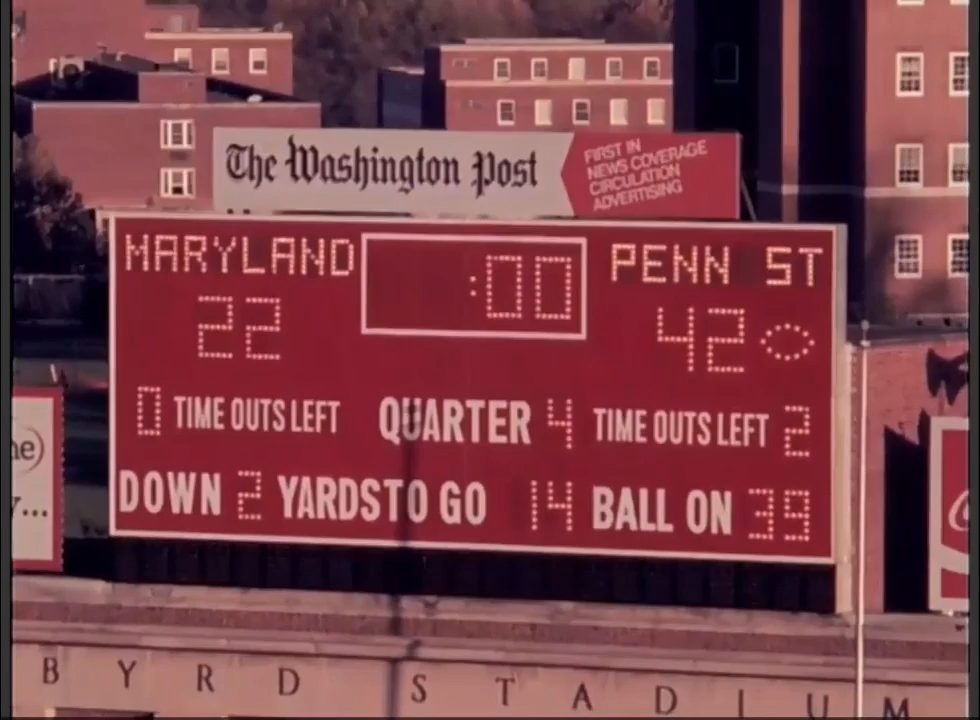 The Washington Post
FIRST IN
NEWS COVERAGE
CIRCULATION
ADVERTISING
MARYLAND :00 PENN ST
22 42
0 TIME OUTS LEFT QUARTER 4 TIME OUTS LEFT 2
DOWN 2 YARDS TO GO 14 BALL ON 39
BYRD STADIUM